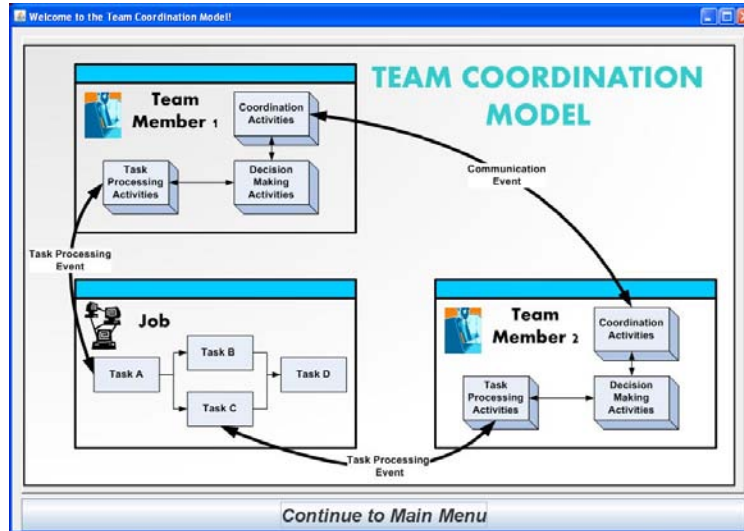 Welcome to the Team Coordination Model!
TEAM COORDINATION
MODEL
Team
Member 1
Coordination
Activities
Task
Processing
Activities
Decision
Making
Activities
Communication
Event
Task Processing
Event
Job
Task A
Task B
Task C
Task D
Team
Member 2
Coordination
Activities
Task
Processing
Activities
Decision
Making
Activities
Task Processing
Event
Continue to Main Menu